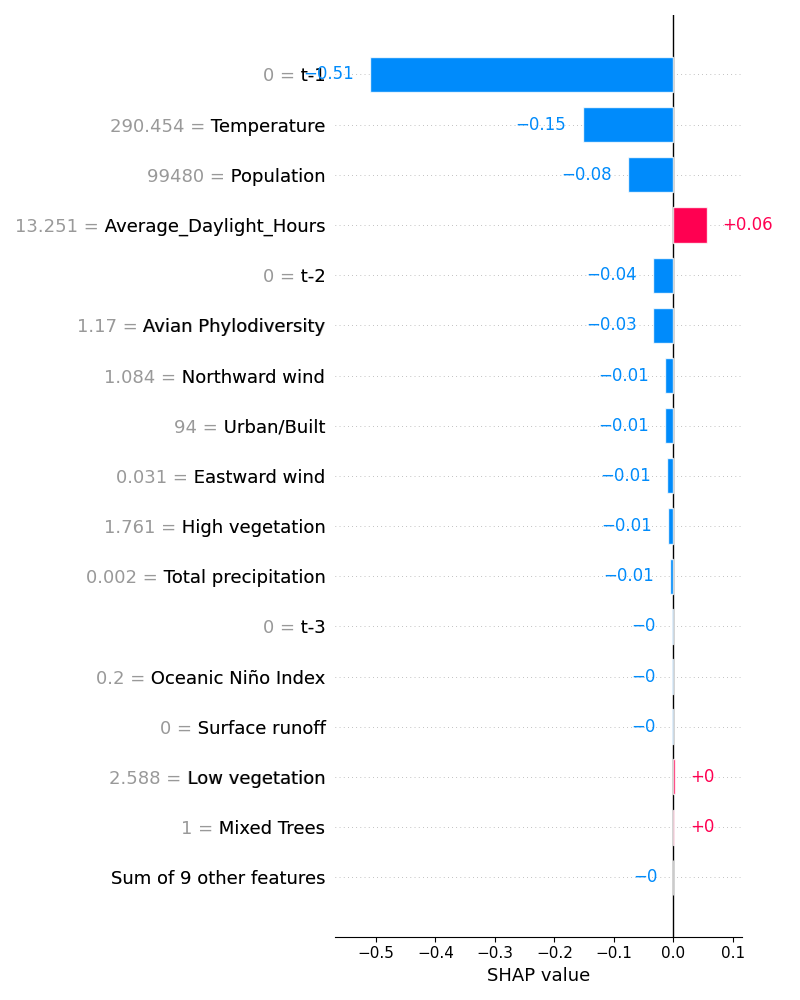 0 = t-1 −0.51
290.454 = Temperature −0.15
99480 = Population −0.08
13.251 = Average_Daylight_Hours +0.06
0 = t-2 −0.04
1.17 = Avian Phylodiversity −0.03
1.084 = Northward wind −0.01
94 = Urban/Built −0.01
0.031 = Eastward wind −0.01
1.761 = High vegetation −0.01
0.002 = Total precipitation −0.01
0 = t-3 −0
0.2 = Oceanic Niño Index −0
0 = Surface runoff −0
2.588 = Low vegetation +0
1 = Mixed Trees +0
Sum of 9 other features −0
−0.5 −0.4 −0.3 −0.2 −0.1 0.0 0.1
SHAP value